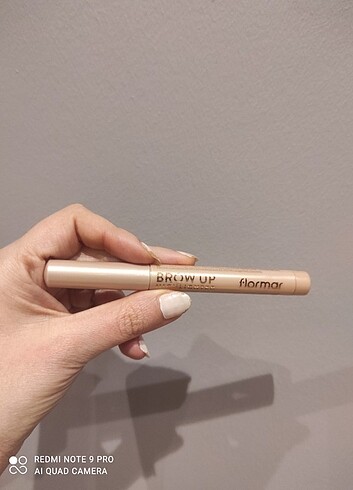 BROW UP
flormar
REDMI NOTE 9 PRO
AI QUAD CAMERA